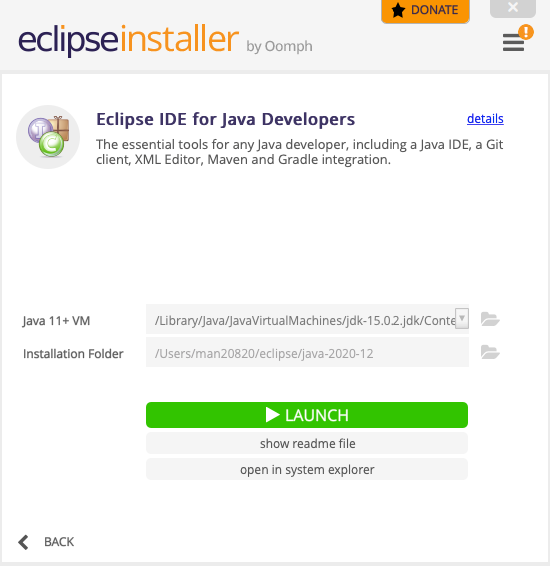 DONATE
eclipseinstaller by Oomph
Eclipse IDE for Java Developers details
The essential tools for any Java developer, including a Java IDE, a Git
client, XML Editor, Maven and Gradle integration.
Java 11+ VM /Library/Java/JavaVirtualMachines/jdk-15.0.2.jdk/Conte
Installation Folder /Users/man20820/eclipse/java-2020-12
LAUNCH
show readme file
open in system explorer
BACK